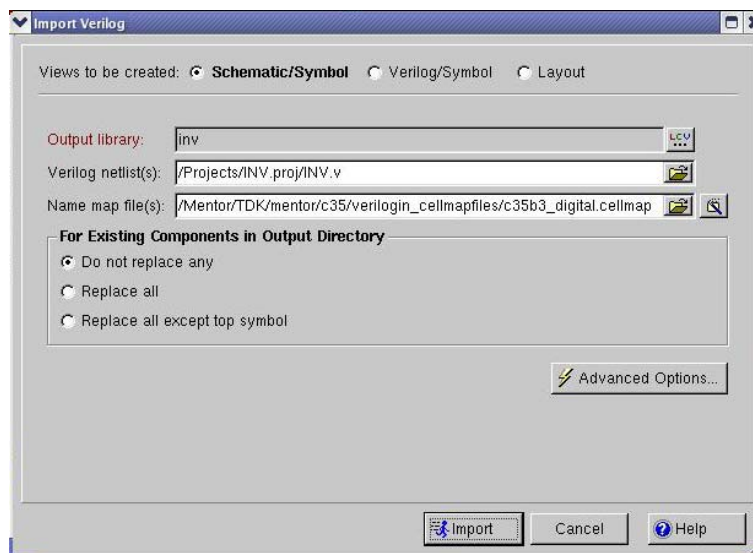 Import Verilog
Views to be created: Schematic/Symbol Verilog/Symbol Layout
Output library: inv LCV
Verilog netlist(s): /Projects/INV.proj/INV.v
Name map file(s): /Mentor/TDK/mentor/c35/verilogin_cellmapfiles/c35b3_digital.cellmap
For Existing Components in Output Directory
Do not replace any
Replace all
Replace all except top symbol
Advanced Options...
Import Cancel Help